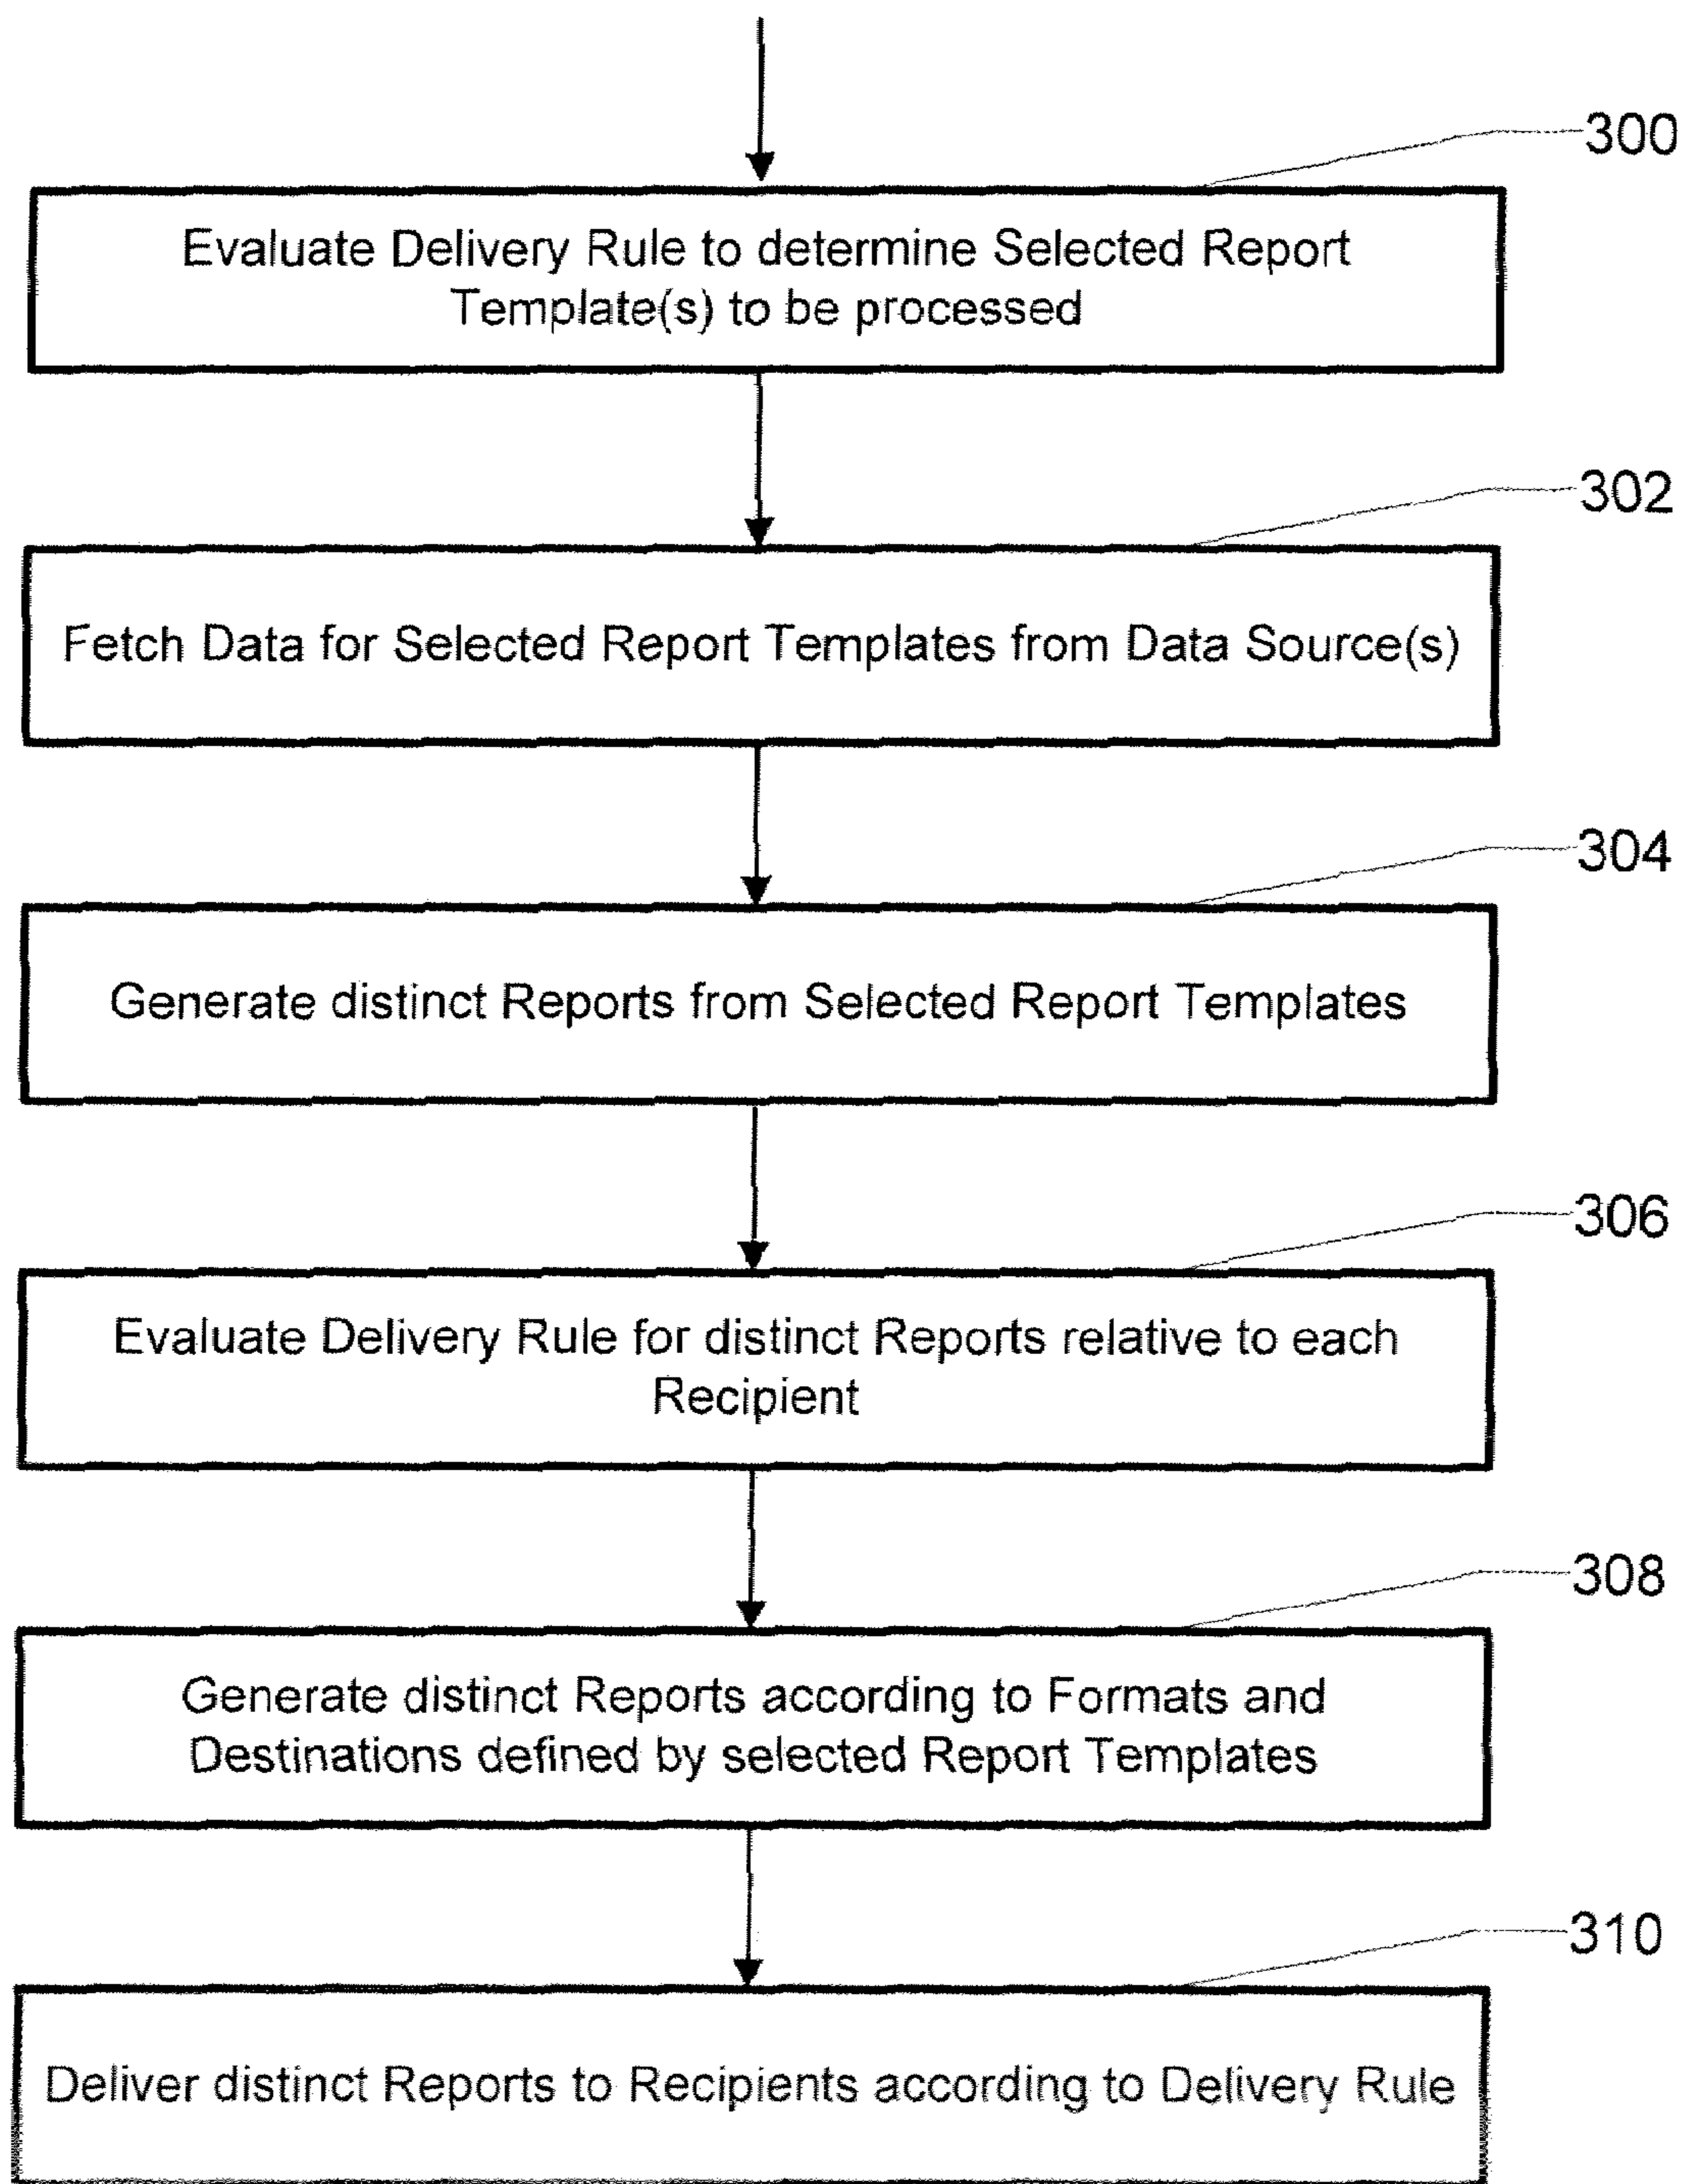 300
Evaluate Delivery Rule to determine Selected Report
Template(s) to be processed
302
Fetch Data for Selected Report Templates from Data Source(s)
304
Generate distinct Reports from Selected Report Templates
306
Evaluate Delivery Rule for distinct Reports relative to each
Recipient
308
Generate distinct Reports according to Formats and
Destinations defined by selected Report Templates
310
Deliver distinct Reports to Recipients according to Delivery Rule